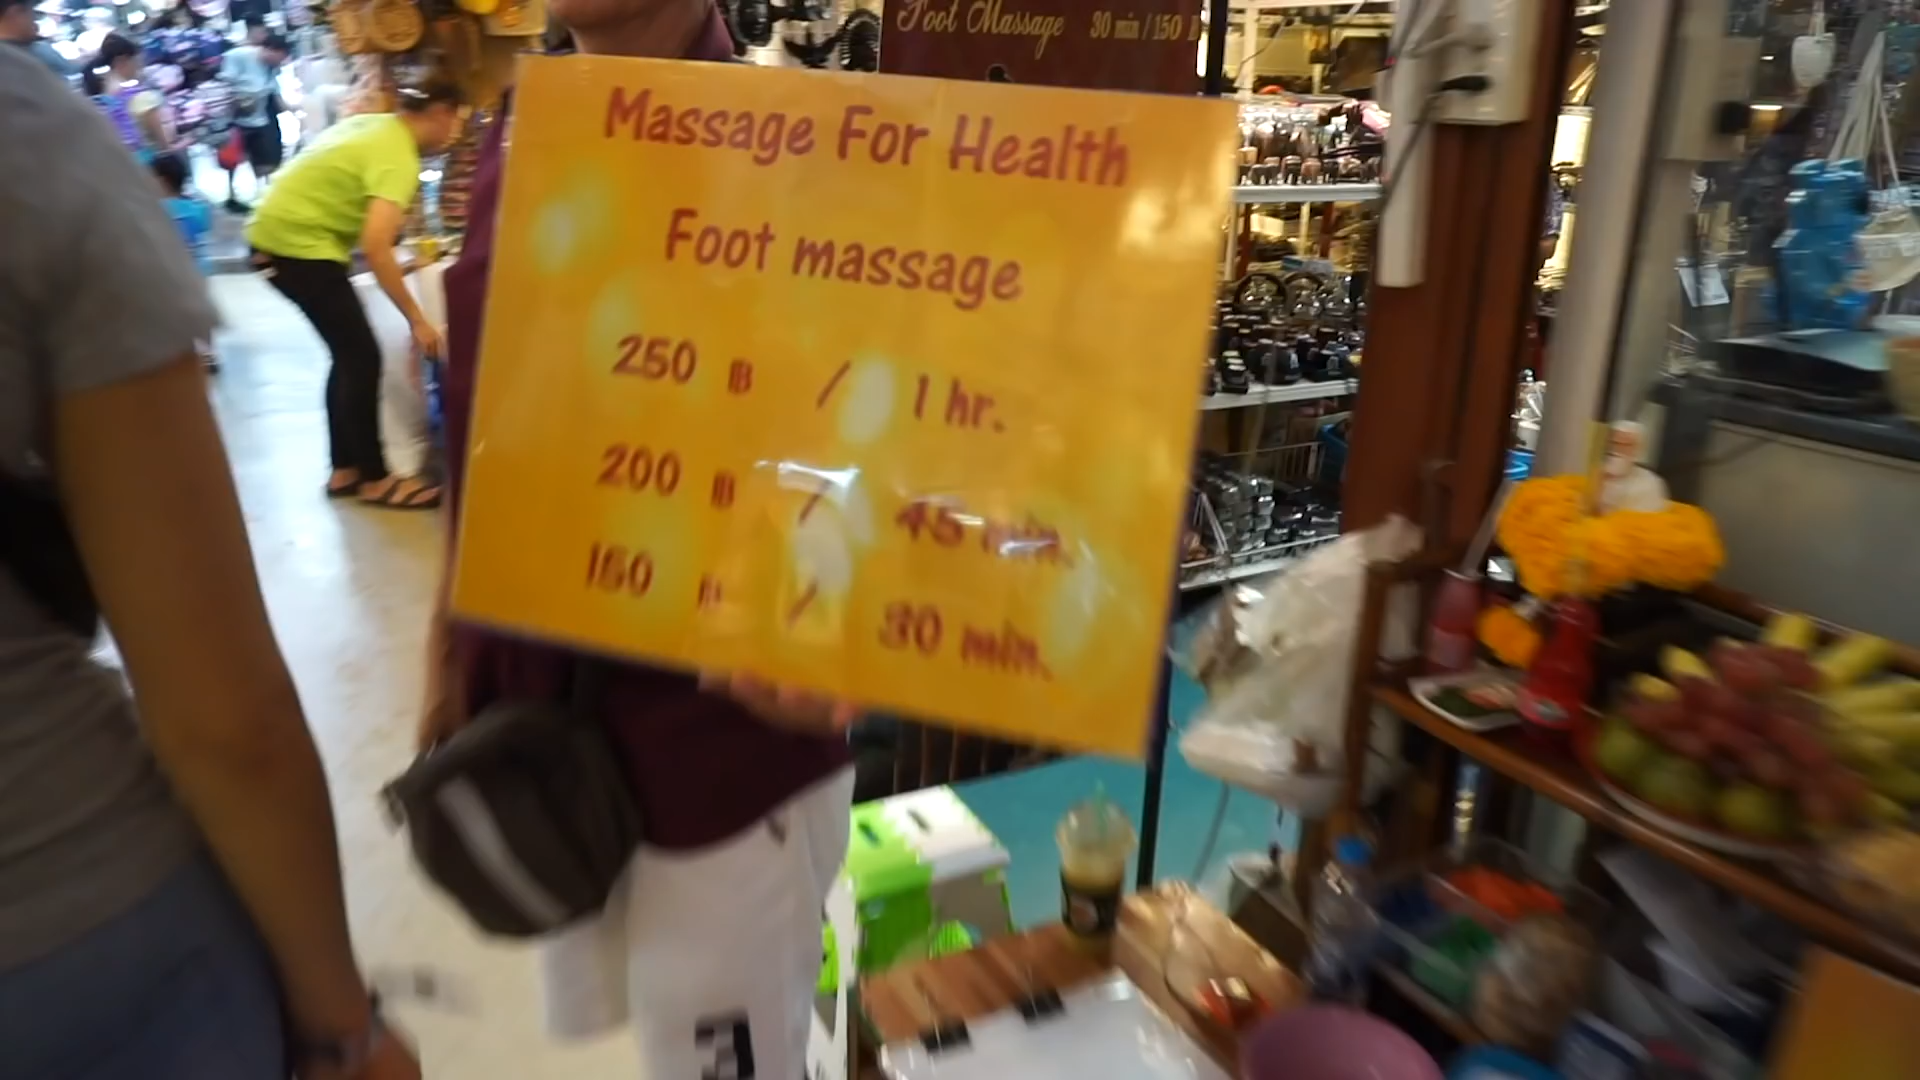 Foot Massage 30 min / 150
Massage For Health
Foot massage
250 ฿ / 1 hr.
200 ฿ / 45 min.
150 ฿ / 30 min.